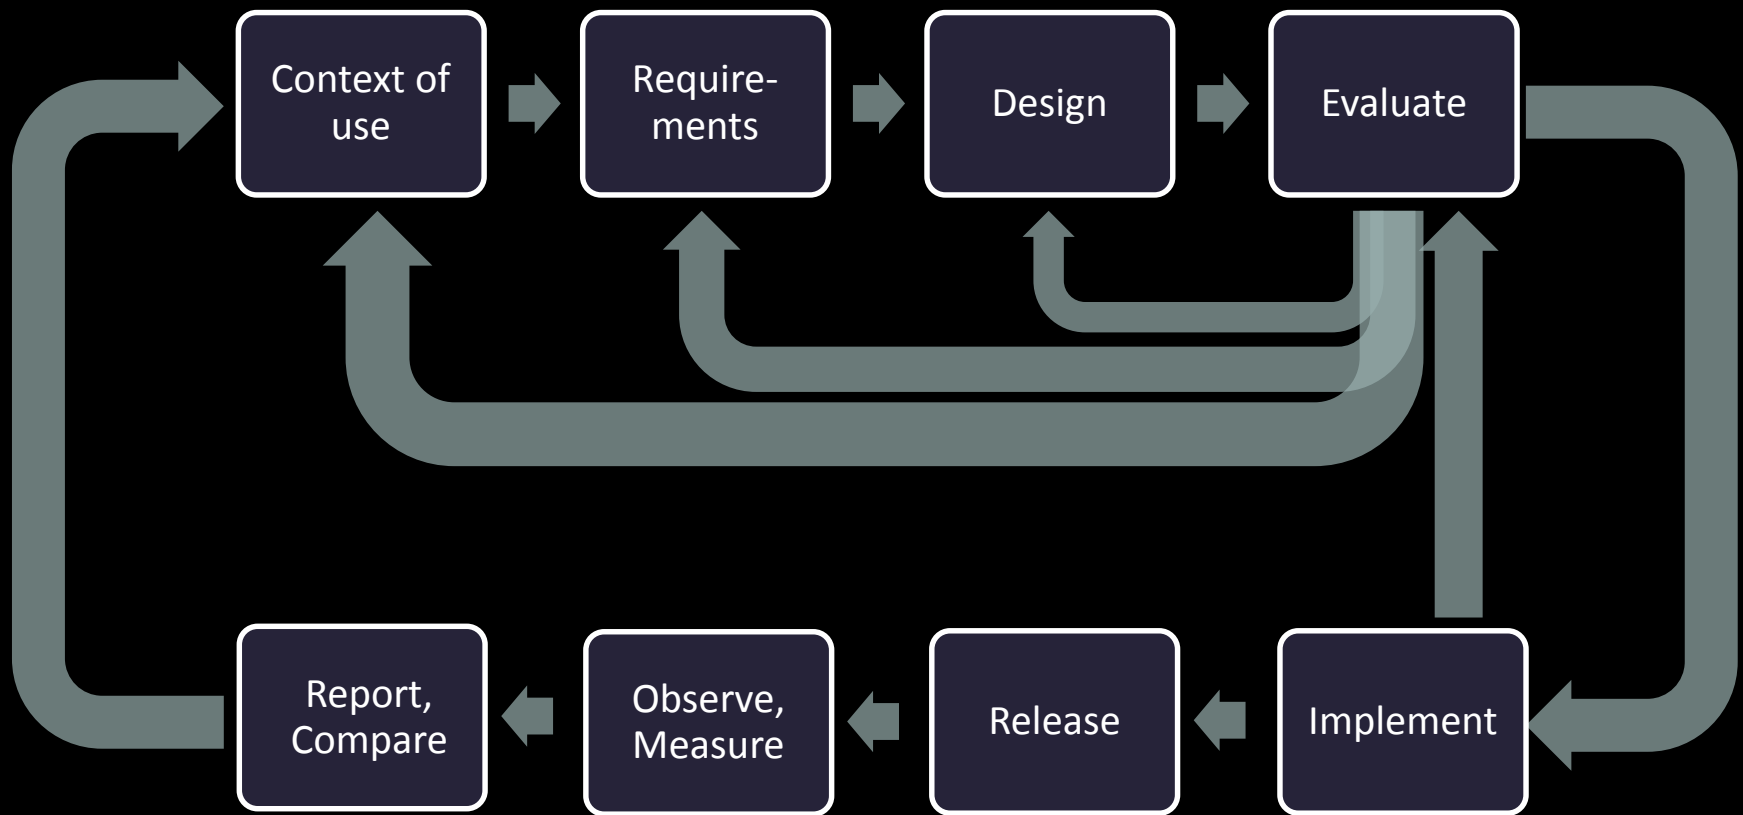 Context of
use
Require-
ments
Design
Evaluate
Report,
Compare
Observe,
Measure
Release
Implement